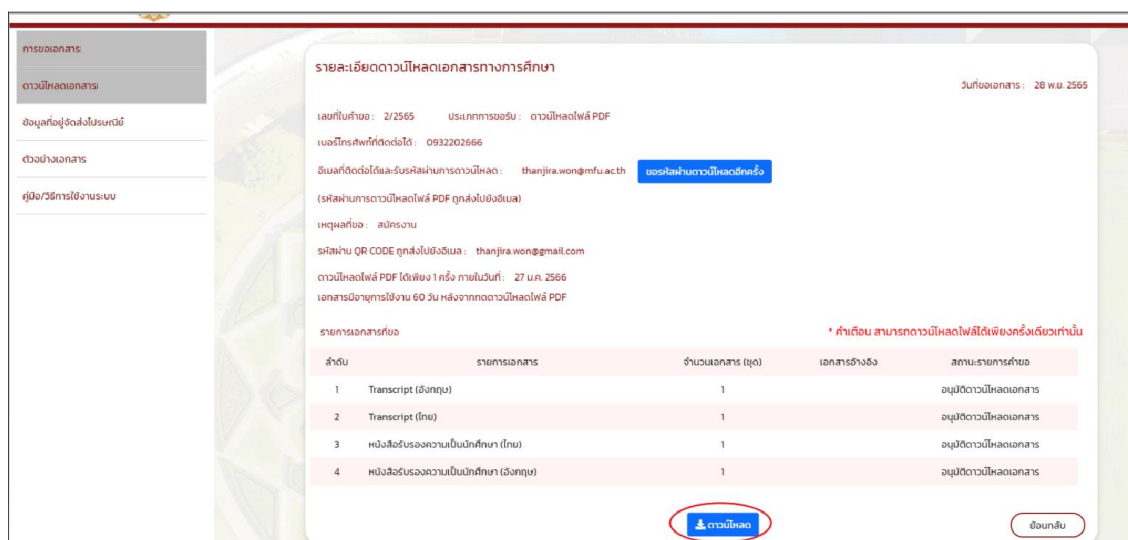 การขอเอกสาร
ดาวน์โหลดเอกสาร
ข้อมูลที่อยู่จัดส่งไปรษณีย์
ตัวอย่างเอกสาร
คู่มือ/วิธีการใช้งานระบบ
รายละเอียดดาวน์โหลดเอกสารทางการศึกษา
วันที่ขอเอกสาร : 28 พ.ย. 2565
เลขที่ใบคำขอ : 2/2565 ประเภทการขอรับ : ดาวน์โหลดไฟล์ PDF
เบอร์โทรศัพท์ที่ติดต่อได้ : 0932202666
อีเมลที่ติดต่อได้และรับรหัสผ่านการดาวน์โหลด : thanjira.won@mfu.ac.th ขอรหัสผ่านดาวน์โหลดอีกครั้ง
(รหัสผ่านการดาวน์โหลดไฟล์ PDF ถูกส่งไปยังอีเมล)
เหตุผลที่ขอ : สมัครงาน
รหัสผ่าน QR CODE ถูกส่งไปยังอีเมล : thanjira.won@gmail.com
ดาวน์โหลดไฟล์ PDF ได้เพียง 1 ครั้ง ภายในวันที่ : 27 ม.ค. 2566
เอกสารมีอายุการใช้งาน 60 วัน หลังจากกดดาวน์โหลดไฟล์ PDF
รายการเอกสารที่ขอ * คำเตือน สามารถดาวน์โหลดไฟล์ได้เพียงครั้งเดียวเท่านั้น
ลำดับ รายการเอกสาร จำนวนเอกสาร (ชุด) เอกสารอ้างอิง สถานะรายการคำขอ
1 Transcript (อังกฤษ) 1 อนุมัติดาวน์โหลดเอกสาร
2 Transcript (ไทย) 1 อนุมัติดาวน์โหลดเอกสาร
3 หนังสือรับรองความเป็นนักศึกษา (ไทย) 1 อนุมัติดาวน์โหลดเอกสาร
4 หนังสือรับรองความเป็นนักศึกษา (อังกฤษ) 1 อนุมัติดาวน์โหลดเอกสาร
ดาวน์โหลด ย้อนกลับ